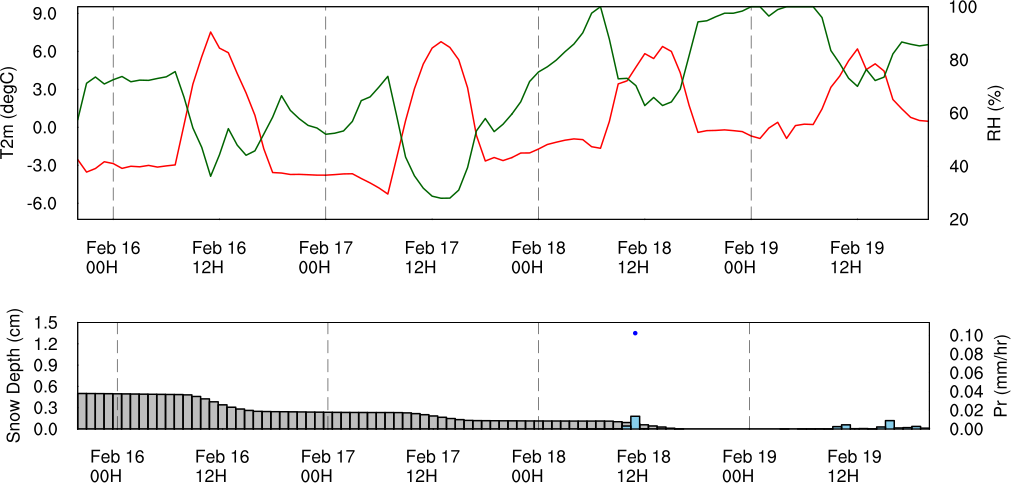 9.0
6.0
3.0
0.0
-3.0
-6.0
T2m (degC)
100
80
60
40
20
RH (%)
Feb 16 Feb 16 Feb 17 Feb 17 Feb 18 Feb 18 Feb 19 Feb 19
00H 12H 00H 12H 00H 12H 00H 12H
1.5
1.2
0.9
0.6
0.3
0.0
Snow Depth (cm)
0.10
0.08
0.06
0.04
0.02
0.00
Pr (mm/hr)
Feb 16 Feb 16 Feb 17 Feb 17 Feb 18 Feb 18 Feb 19 Feb 19
00H 12H 00H 12H 00H 12H 00H 12H